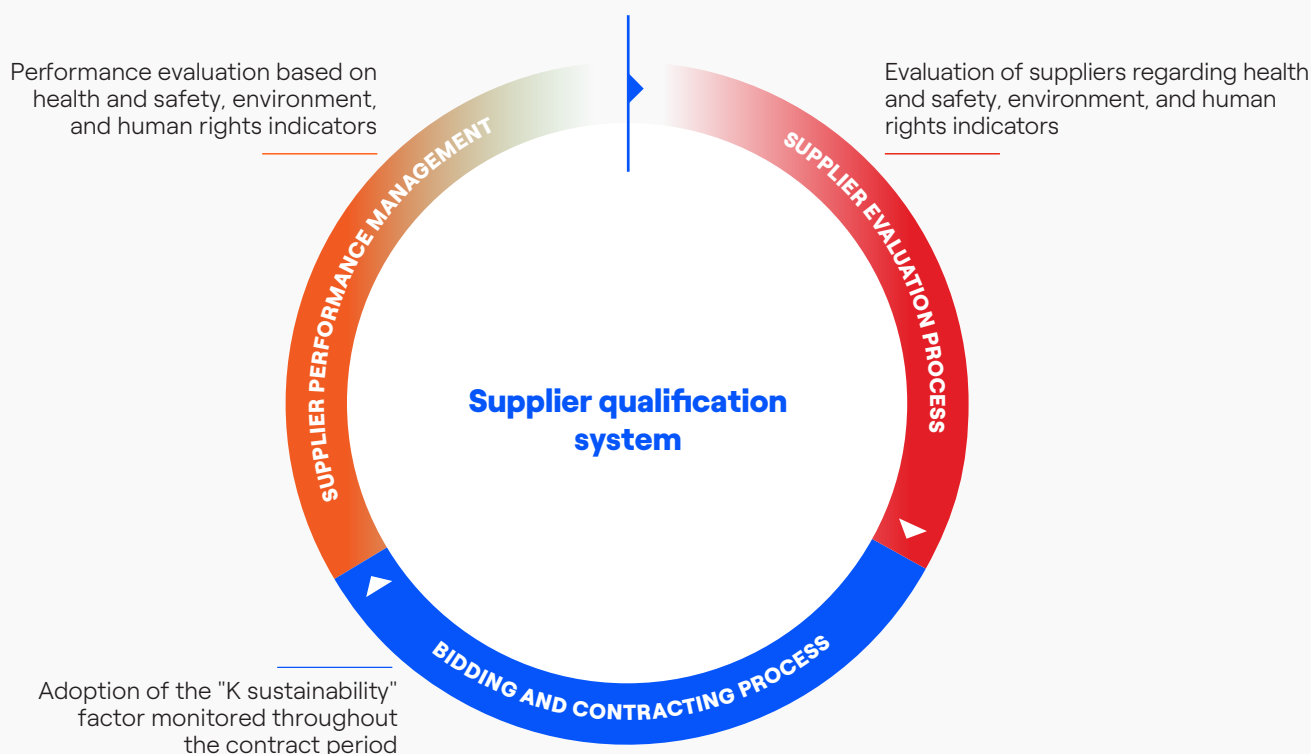 Performance evaluation based on
health and safety, environment,
and human rights indicators
Evaluation of suppliers regarding health
and safety, environment, and human
rights indicators
SUPPLIER PERFORMANCE MANAGEMENT
SUPPLIER EVALUATION PROCESS
Supplier qualification
system
BIDDING AND CONTRACTING PROCESS
Adoption of the "K sustainability"
factor monitored throughout
the contract period